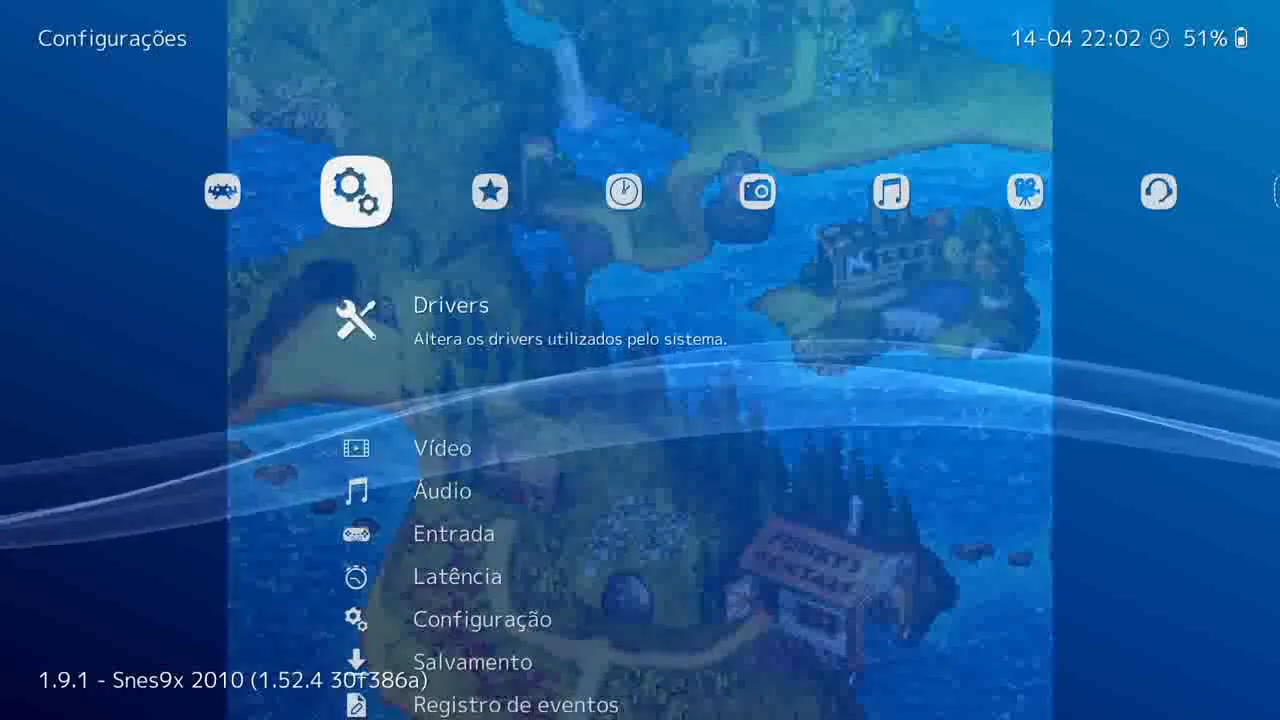 Configurações
14-04 22:02 51%
Drivers
Altera os drivers utilizados pelo sistema.
Vídeo
Áudio
Entrada
Latência
Configuração
Salvamento
1.9.1 - Snes9x 2010 (1.52.4 30f386a)
Registro de eventos